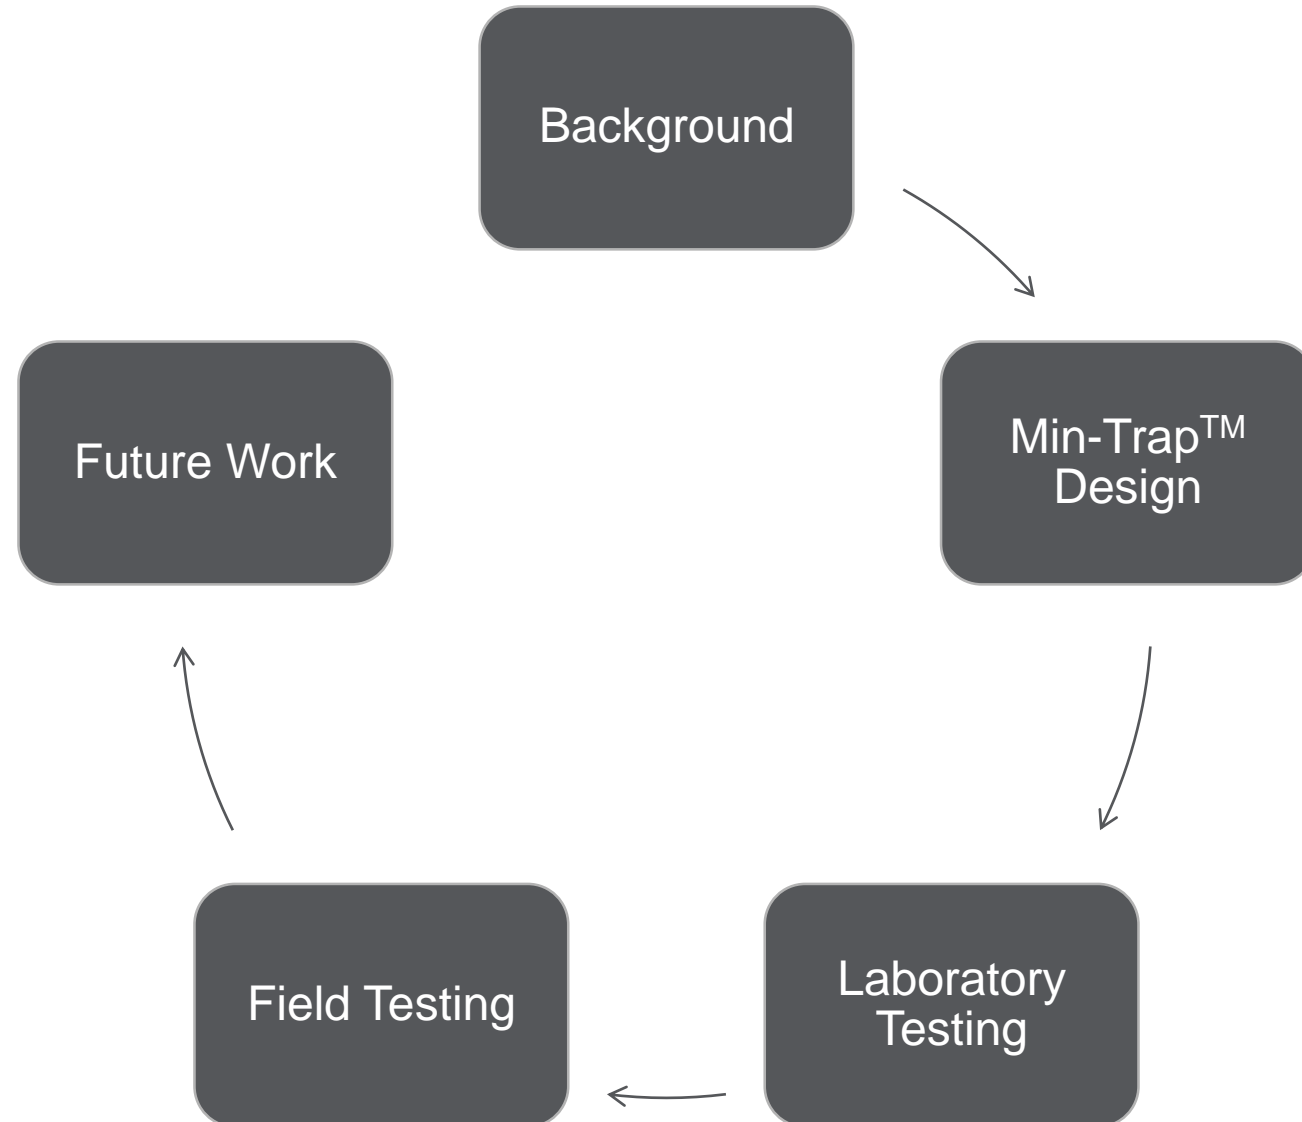 Background
Min-Trap™
Design
Laboratory
Testing
Field Testing
Future Work